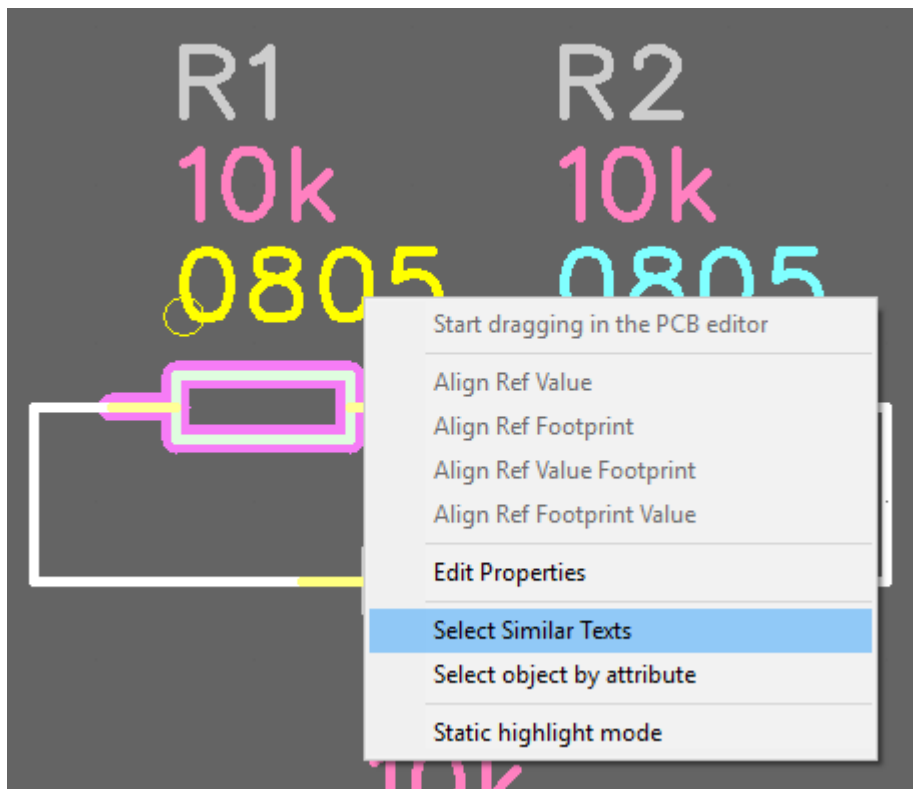 R1 R2
10k 10k
0805 0805
Start dragging in the PCB editor
Align Ref Value
Align Ref Footprint
Align Ref Value Footprint
Align Ref Footprint Value
Edit Properties
Select Similar Texts
Select object by attribute
Static highlight mode
10k